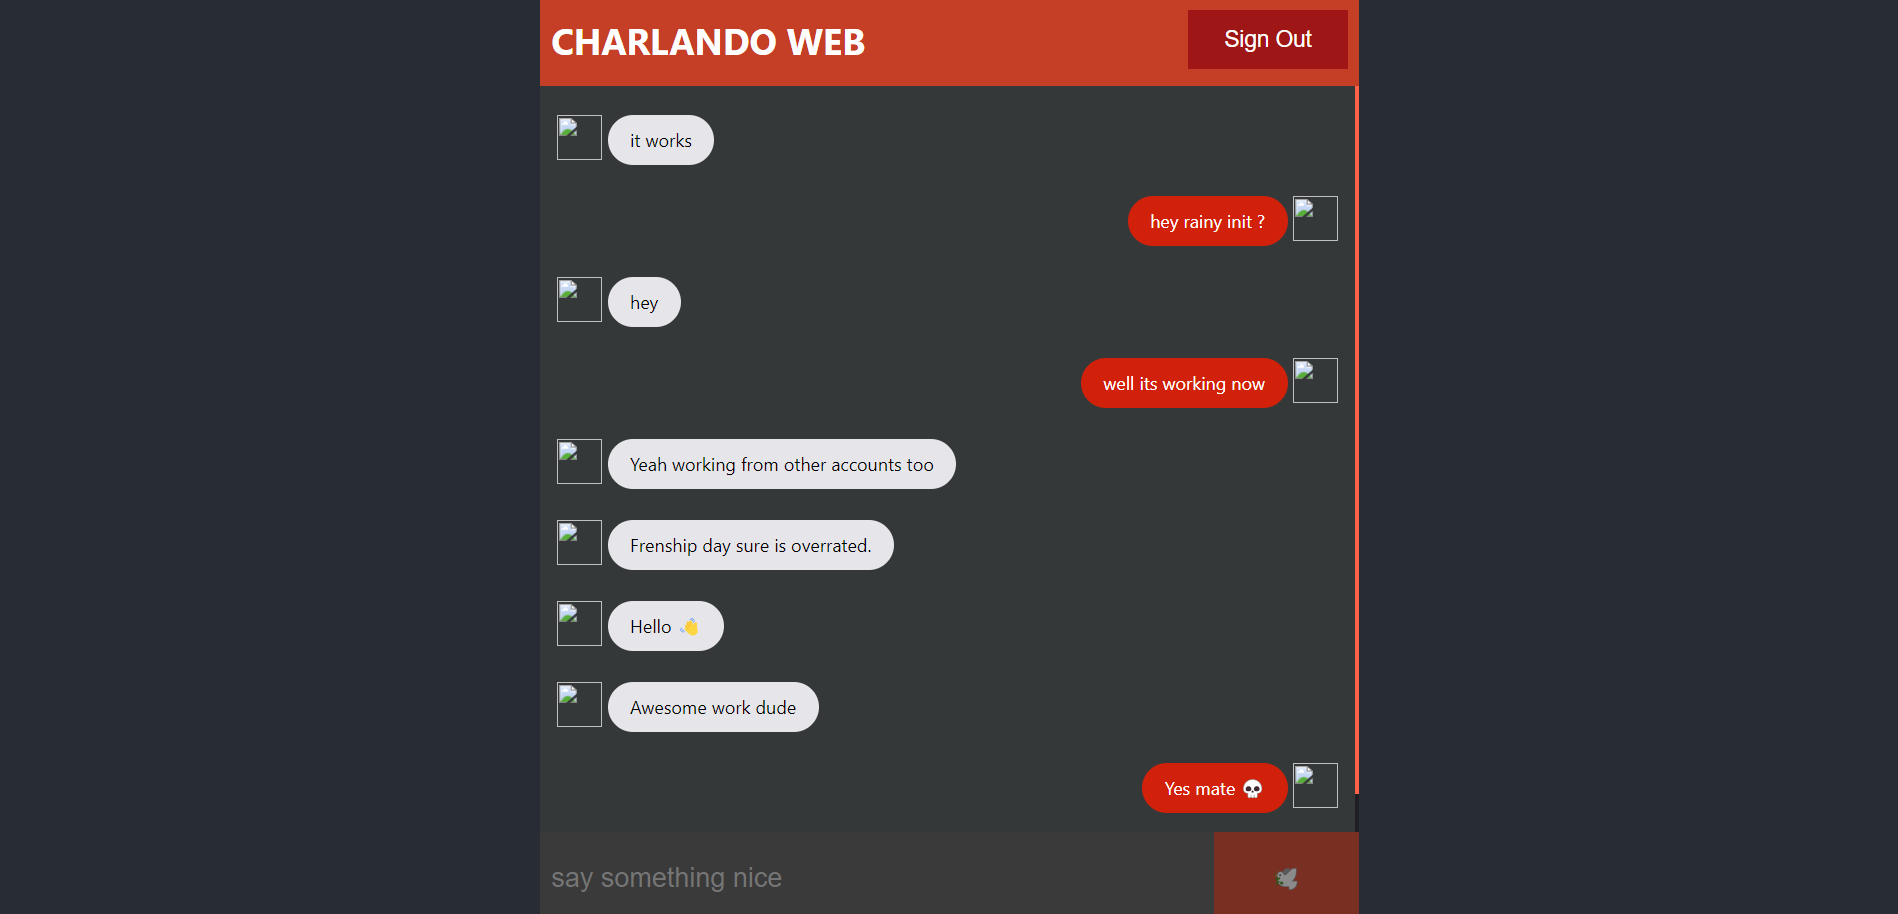 CHARLANDO WEB
Sign Out
it works
hey rainy init ?
hey
well its working now
Yeah working from other accounts too
Frenship day sure is overrated.
Hello 👋
Awesome work dude
Yes mate 💀
say something nice
🕊